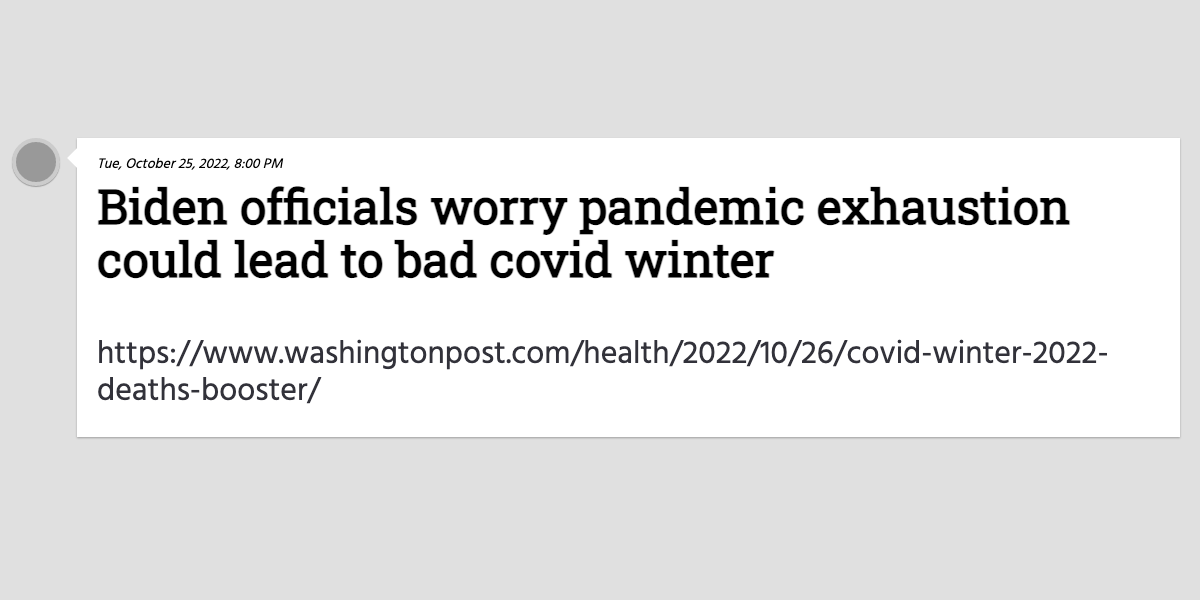 Tue, October 25, 2022, 8:00 PM
Biden officials worry pandemic exhaustion
could lead to bad covid winter
https://www.washingtonpost.com/health/2022/10/26/covid-winter-2022-
deaths-booster/